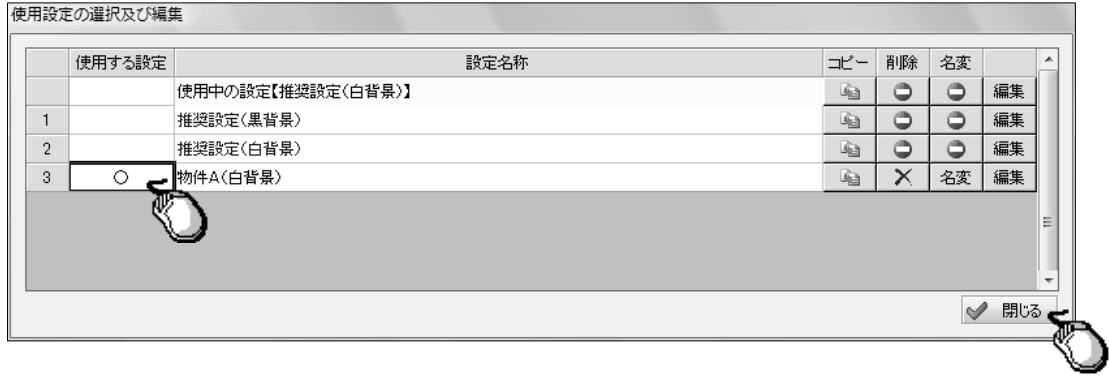 使用設定の選択及び編集
使用する設定 設定名称 コピー 削除 名変
使用中の設定【推奨設定(白背景)】 編集
1 推奨設定(黒背景) 編集
2 推奨設定(白背景) 編集
3 ○ 物件A(白背景) 名変 編集
閉じる